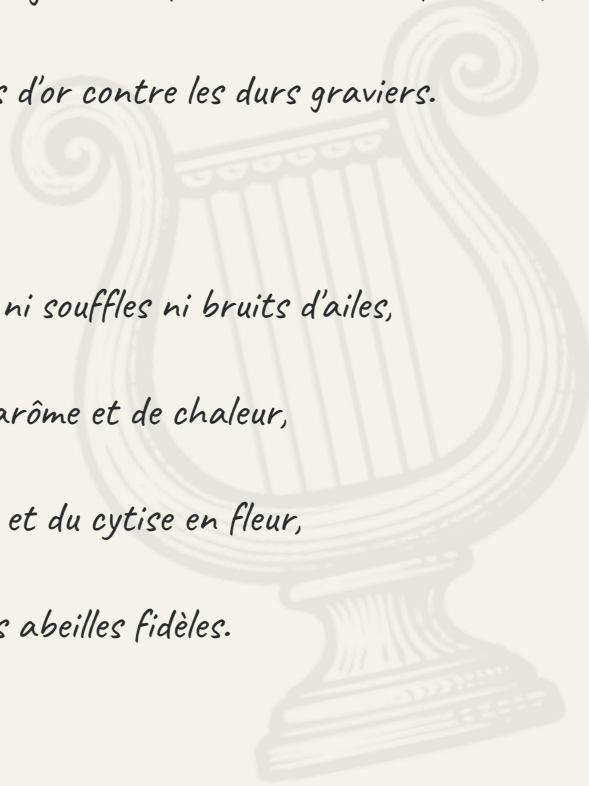 d'or contre les durs graviers.
ni souffles ni bruits d'ailes,
arôme et de chaleur,
et du cytise en fleur,
abeilles fidèles.